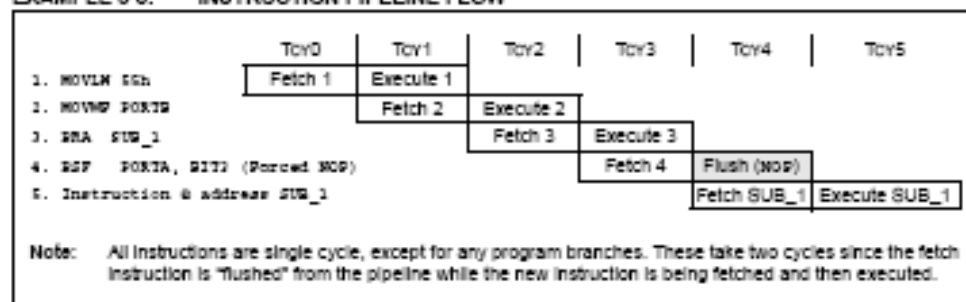 INSTRUCTION PIPELINE FLOW
TCY0 TCY1 TCY2 TCY3 TCY4 TCY5
1. MOVLW 55h Fetch 1 Execute 1
2. MOVWF PORTB Fetch 2 Execute 2
3. BRA SUB_1 Fetch 3 Execute 3
4. BSF PORTA, BIT3 (Forced NOP) Fetch 4 Flush (NOP)
5. Instruction @ address SUB_1 Fetch SUB_1 Execute SUB_1
Note: All instructions are single cycle, except for any program branches. These take two cycles since the fetch
instruction is "flushed" from the pipeline while the new instruction is being fetched and then executed.